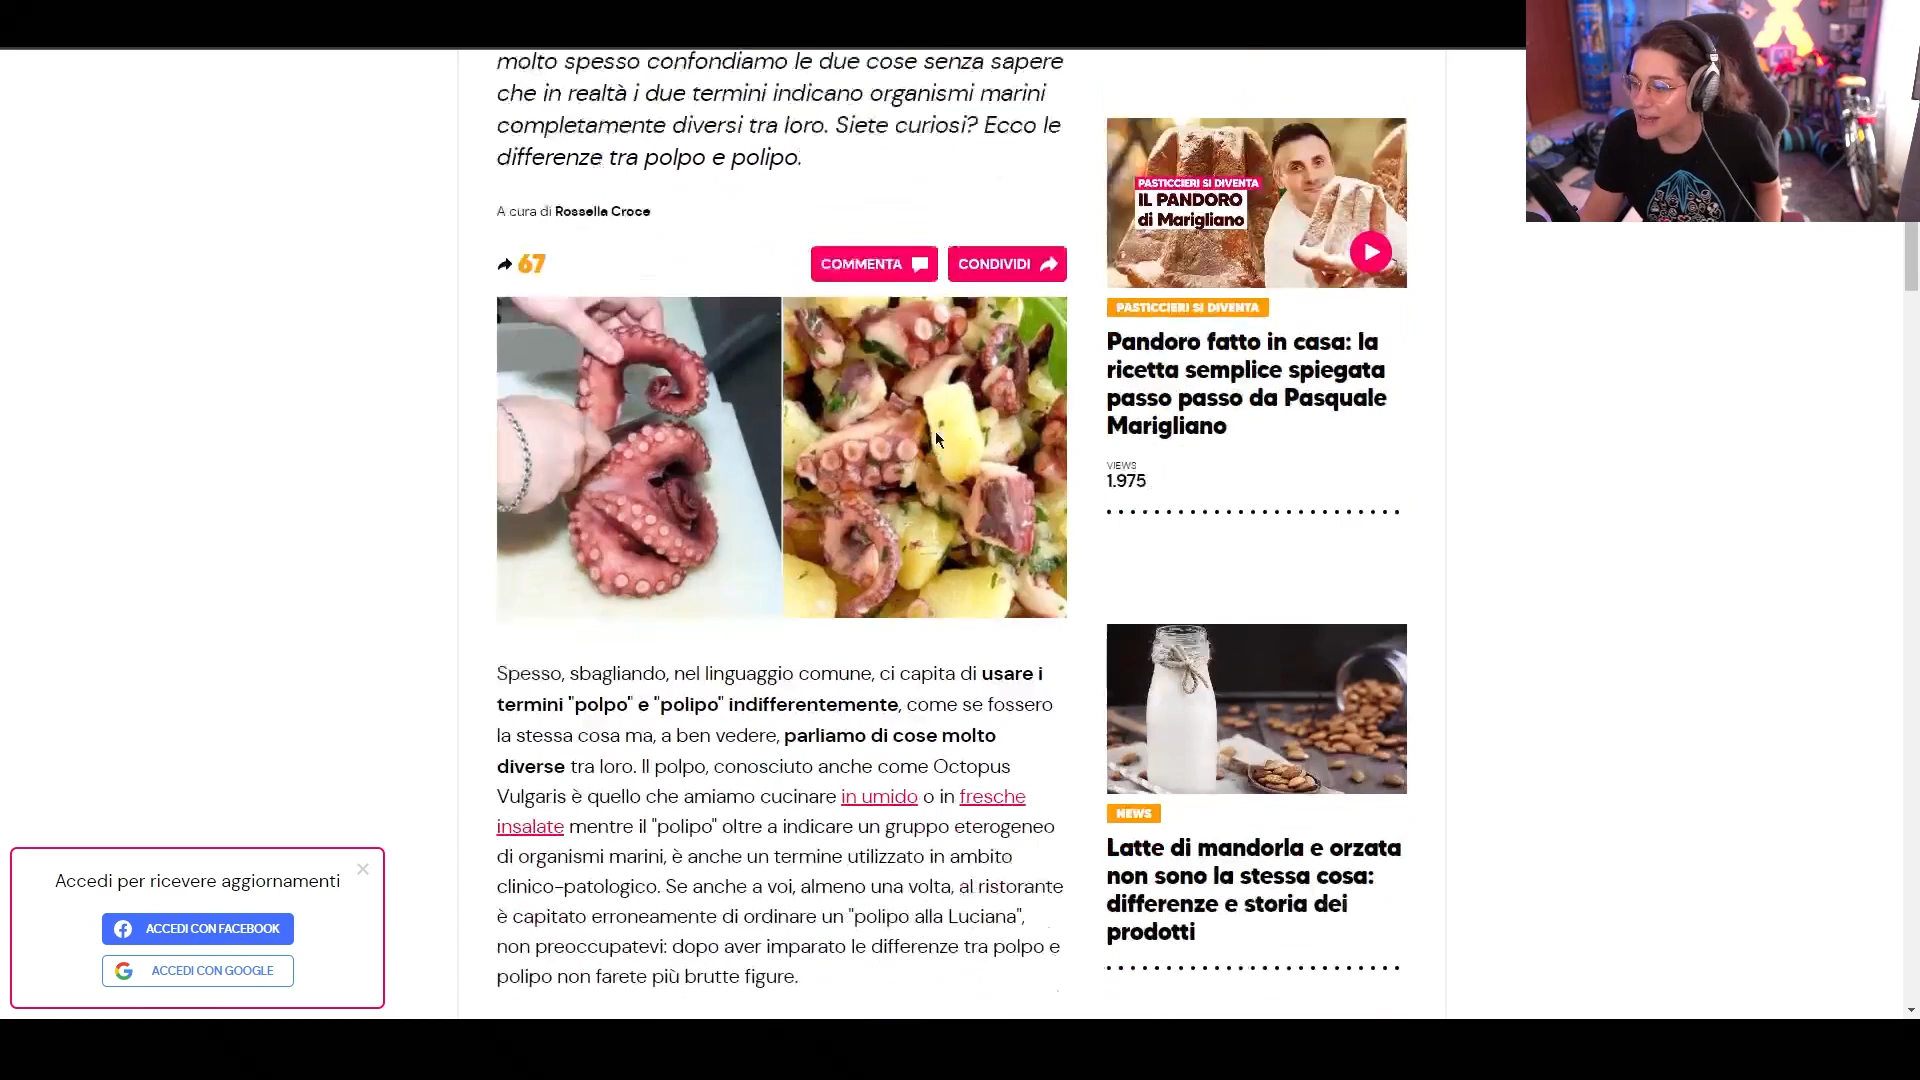 molto spesso confondiamo le due cose senza sapere
che in realtà i due termini indicano organismi marini
completamente diversi tra loro. Siete curiosi? Ecco le
differenze tra polpo e polipo.
A cura di Rossella Croce
67
COMMENTA
CONDIVIDI
Spesso, sbagliando, nel linguaggio comune, ci capita di usare i
termini "polpo" e "polipo" indifferentemente, come se fossero
la stessa cosa ma, a ben vedere, parliamo di cose molto
diverse tra loro. Il polpo, conosciuto anche come Octopus
Vulgaris è quello che amiamo cucinare in umido o in fresche
insalate mentre il "polipo" oltre a indicare un gruppo eterogeneo
di organismi marini, è anche un termine utilizzato in ambito
clinico-patologico. Se anche a voi, almeno una volta, al ristorante
è capitato erroneamente di ordinare un "polipo alla Luciana",
non preoccupatevi: dopo aver imparato le differenze tra polpo e
polipo non farete più brutte figure.
PASTICCIERI SI DIVENTA
IL PANDORO
di Marigliano
PASTICCIERI SI DIVENTA
Pandoro fatto in casa: la
ricetta semplice spiegata
passo passo da Pasquale
Marigliano
VIEWS
1.975
NEWS
Latte di mandorla e orzata
non sono la stessa cosa:
differenze e storia dei
prodotti
Accedi per ricevere aggiornamenti
ACCEDI CON FACEBOOK
ACCEDI CON GOOGLE